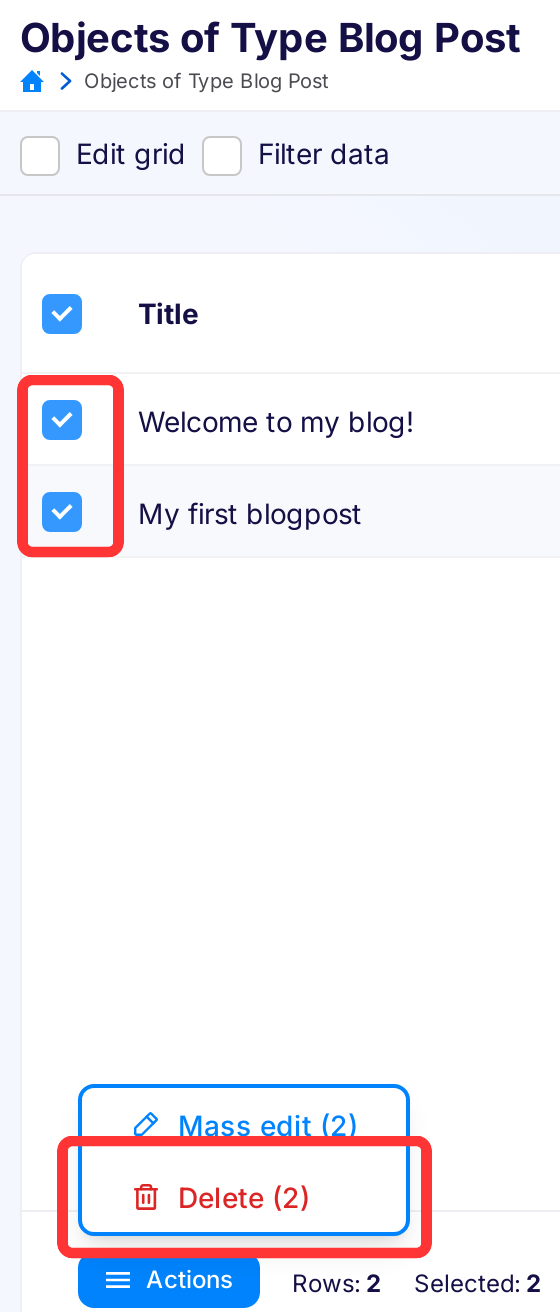 Objects of Type Blog Post
Objects of Type Blog Post
Edit grid Filter data
Title
Welcome to my blog!
My first blogpost
Mass edit (2)
Delete (2)
Actions Rows: 2 Selected: 2